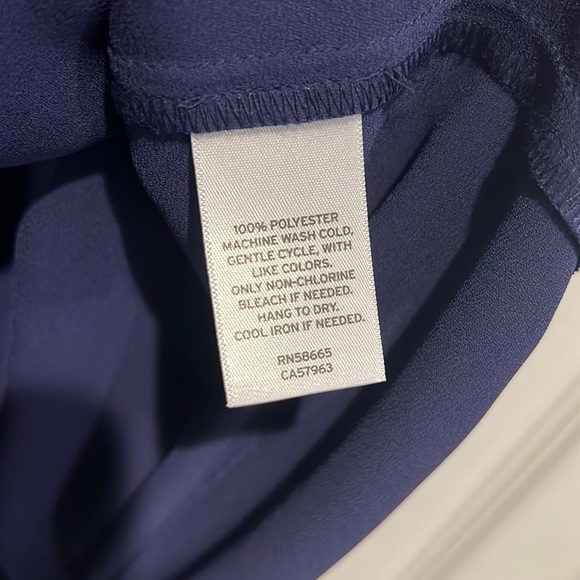 100% POLYESTER
MACHINE WASH COLD,
GENTLE CYCLE, WITH
LIKE COLORS.
ONLY NON-CHLORINE
BLEACH IF NEEDED.
HANG TO DRY.
COOL IRON IF NEEDED.
RN58665
CA57963